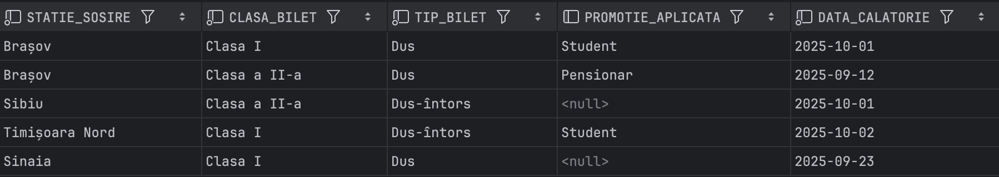 STATIE_SOSIRE CLASA_BILET TIP_BILET PROMOTIE_APLICATA DATA_CALATORIE
Brașov Clasa I Dus Student 2025-10-01
Brașov Clasa a II-a Dus Pensionar 2025-09-12
Sibiu Clasa a II-a Dus-întors <null> 2025-10-01
Timișoara Nord Clasa I Dus-întors Student 2025-10-02
Sinaia Clasa I Dus <null> 2025-09-23